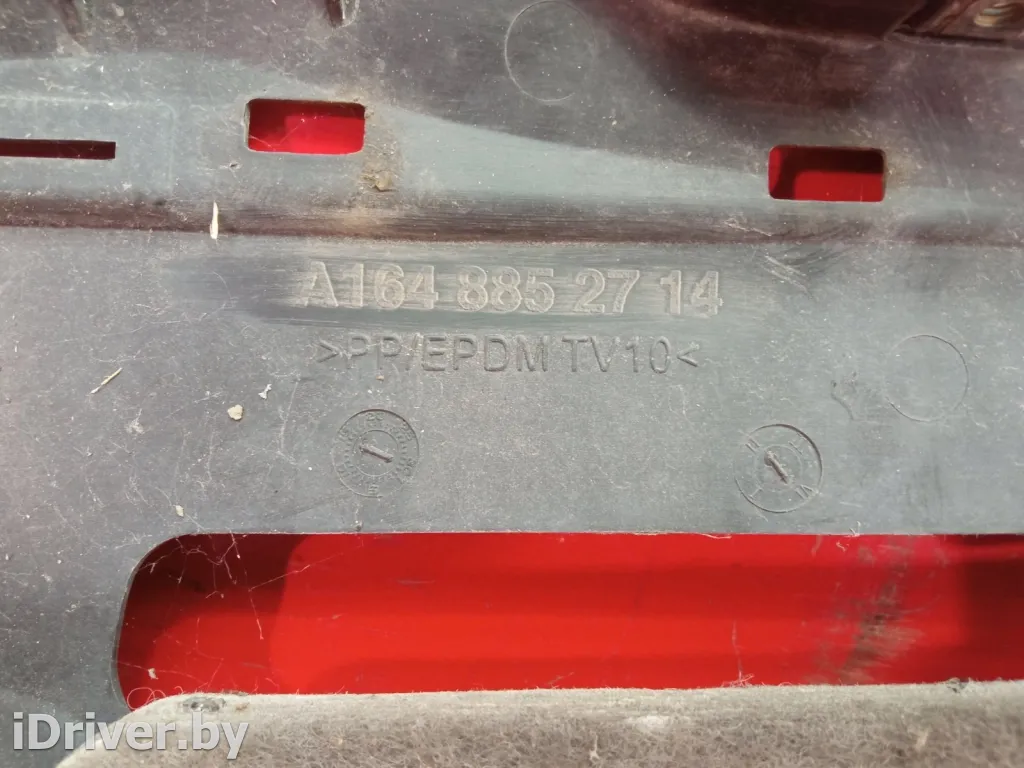 A164 885 27 14
>PP/EPDM TV10<
iDriver.by